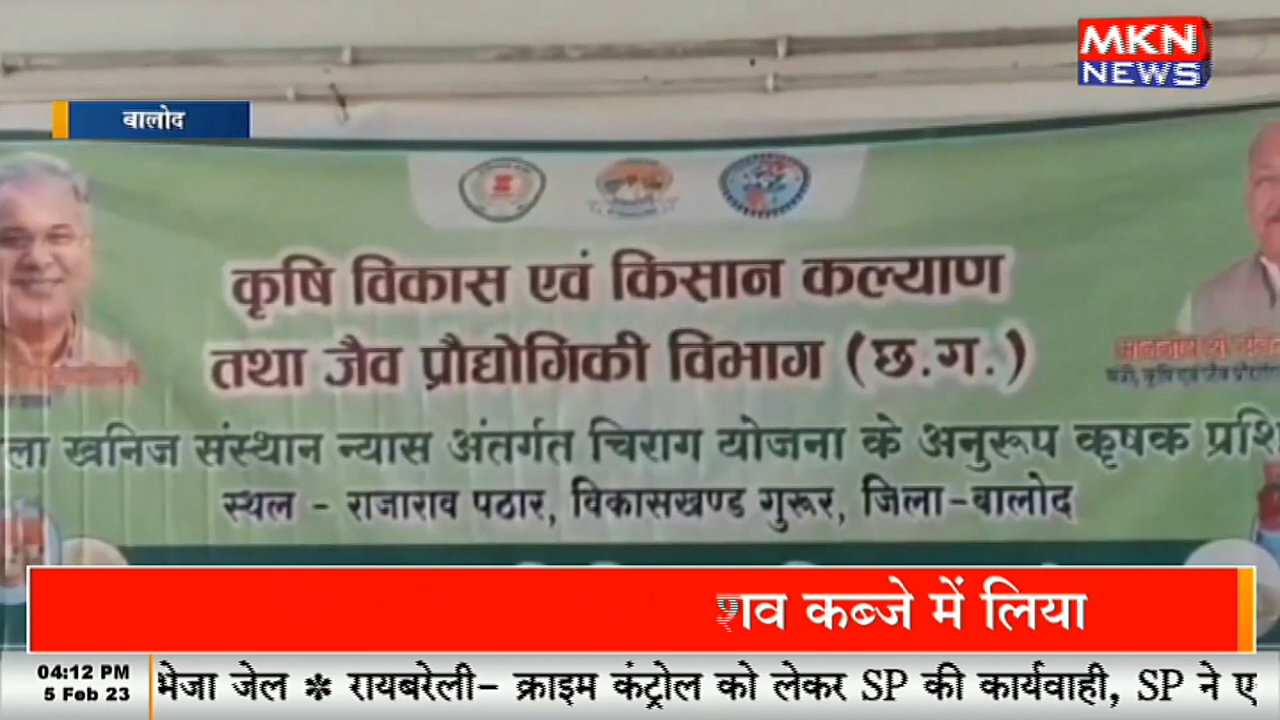 MKN
NEWS
बालोद
कृषि विकास एवं किसान कल्याण
तथा जैव प्रौद्योगिकी विभाग (छ.ग.)
ला खनिज संस्थान न्यास अंतर्गत चिराग योजना के अनुरूप कृषक प्रशि
स्थल - राजाराव पठार, विकासखण्ड गुरूर, जिला-बालोद
शव कब्जे में लिया
04:12 PM
5 Feb 23
भेजा जेल * रायबरेली- क्राइम कंट्रोल को लेकर SP की कार्यवाही, SP ने ए